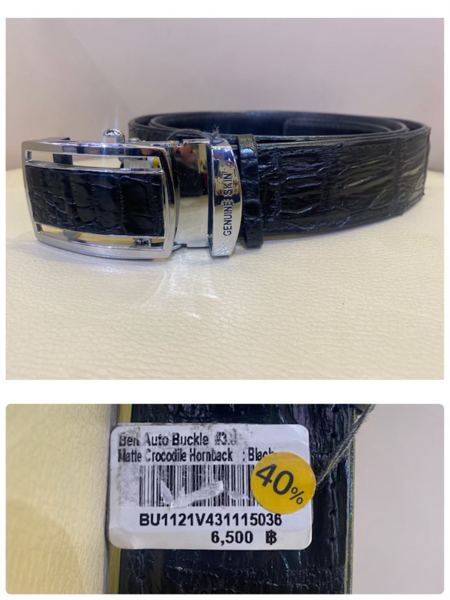 GENUINE SKIN
Belt Auto Buckle #3.
Matte Crocodile Hornback : Black
40%
BU1121V431115036
6,500 ฿